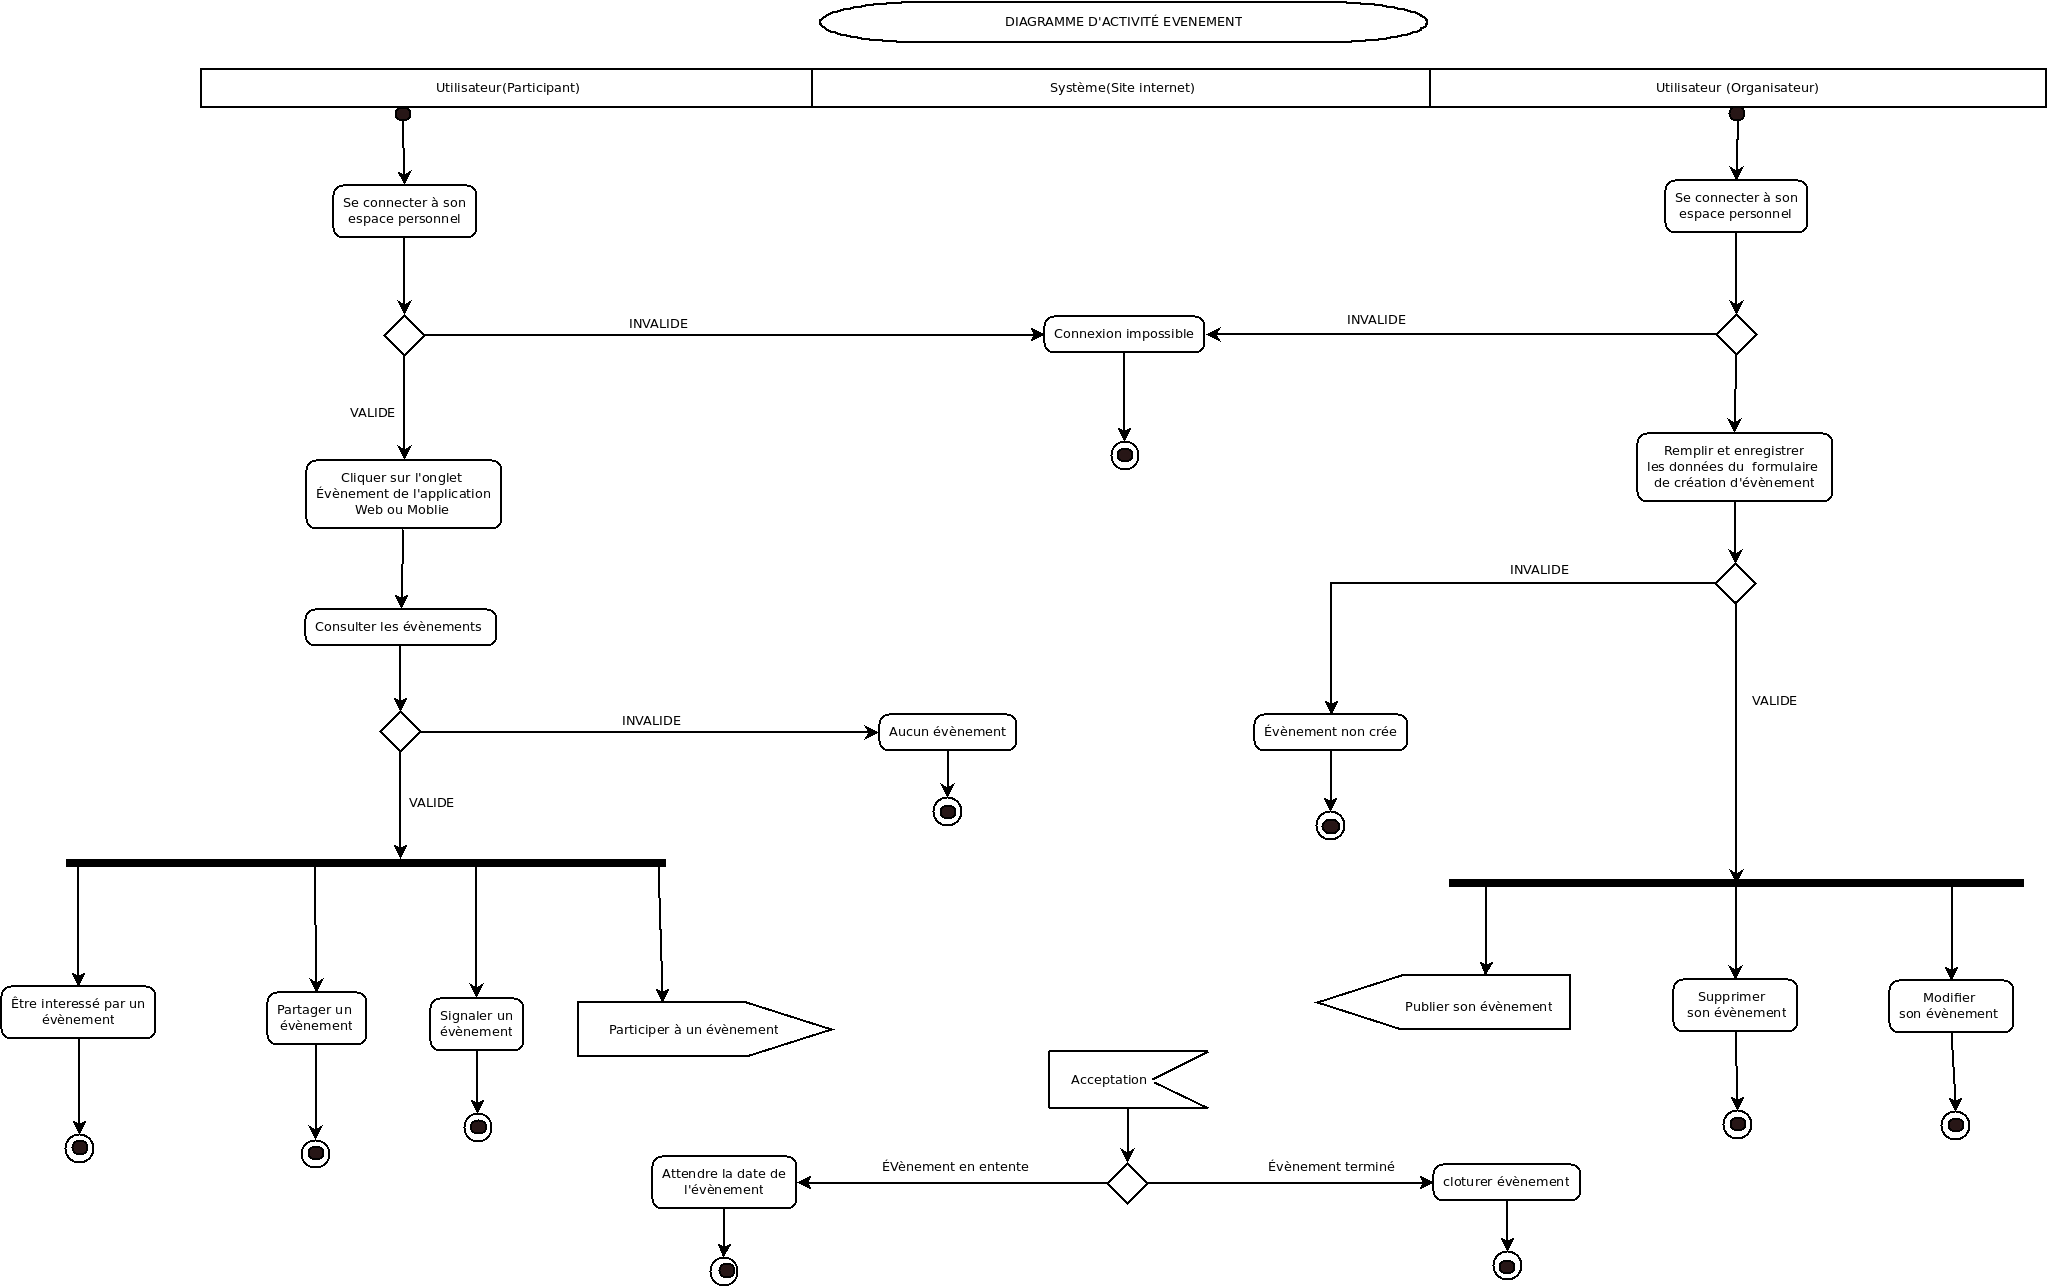 DIAGRAMME D'ACTIVITÉ EVENEMENT
Utilisateur(Participant)
Système(Site internet)
Utilisateur (Organisateur)
Se connecter à son
espace personnel
Se connecter à son
espace personnel
INVALIDE
Connexion impossible
INVALIDE
VALIDE
Cliquer sur l'onglet
Évènement de l'application
Web ou Moblie
Remplir et enregistrer
les données du formulaire
de création d'évènement
INVALIDE
Consulter les évènements
VALIDE
INVALIDE
Aucun évènement
Évènement non crée
VALIDE
Être interessé par un
évènement
Partager un
évènement
Signaler un
évènement
Participer à un évènement
Publier son évènement
Supprimer
son évènement
Modifier
son évènement
Acceptation
Attendre la date de
l'évènement
ÉVènement en entente
Évènement terminé
cloturer évènement